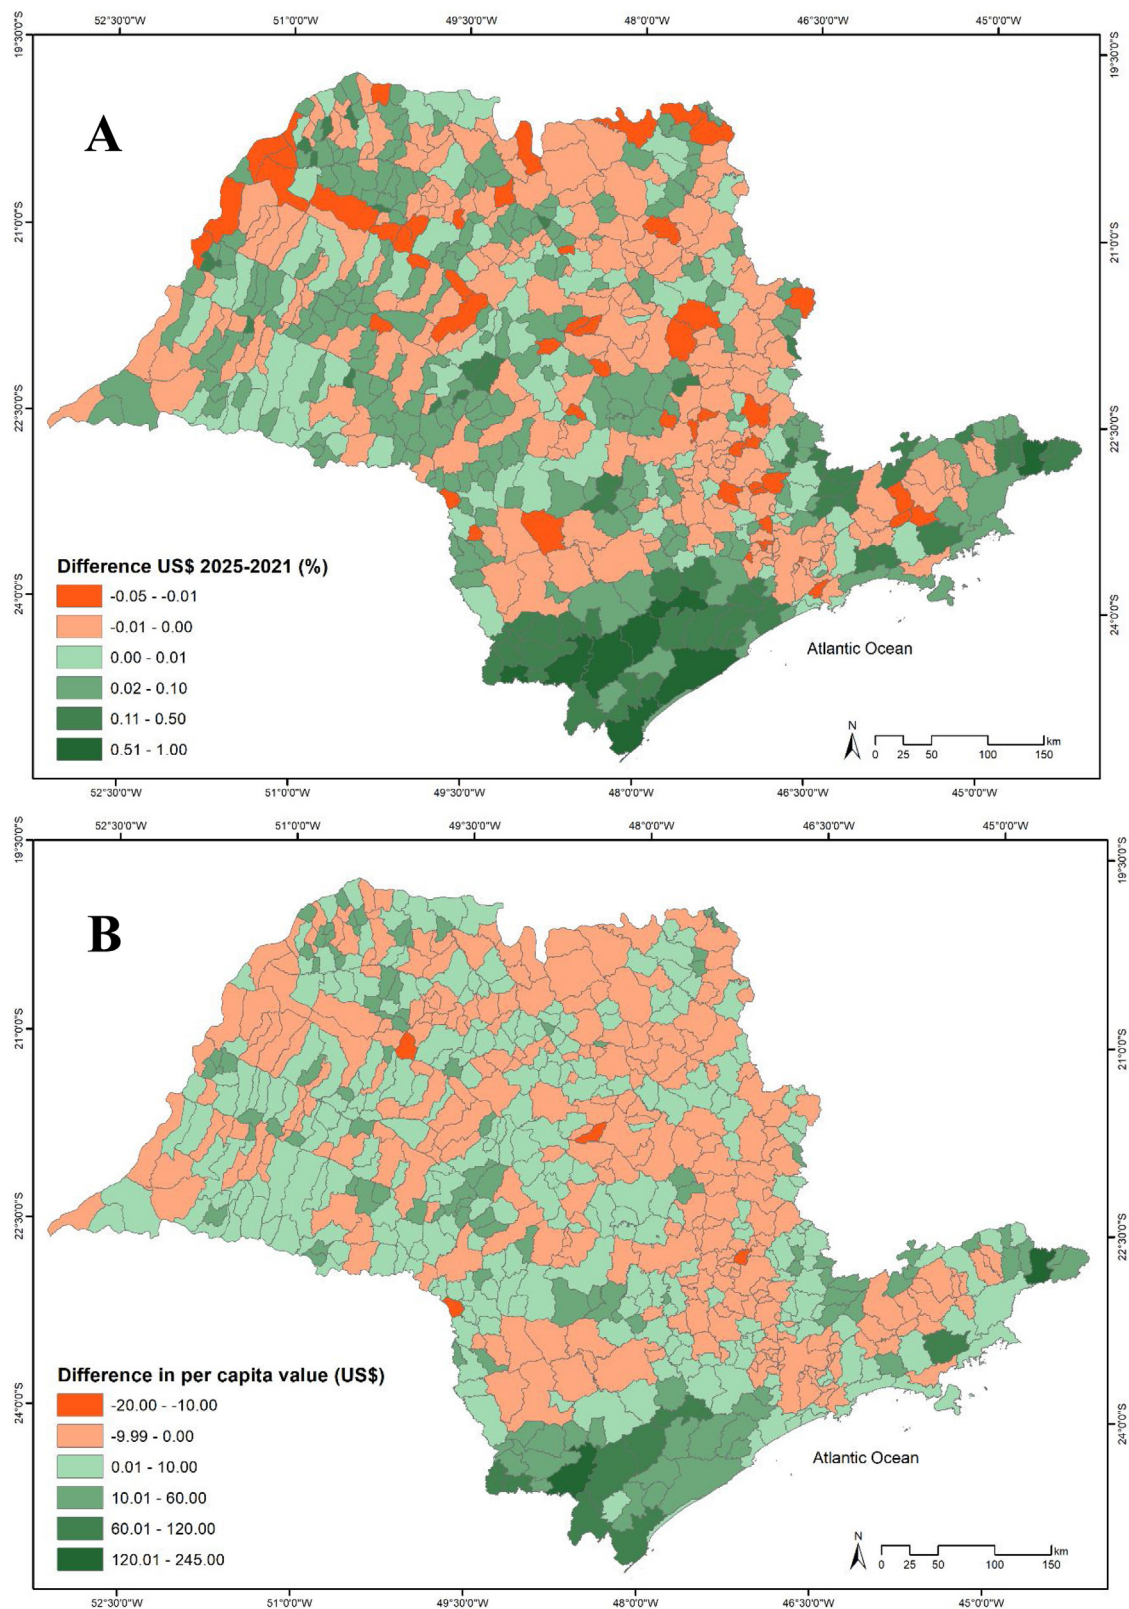 52°30'0"W 51°0'0"W 49°30'0"W 48°0'0"W 46°30'0"W 45°0'0"W
19°30'0"S
19°30'0"S
A
21°0'0"S
21°0'0"S
22°30'0"S
22°30'0"S
Difference US$ 2025-2021 (%)
-0.05 - -0.01
24°0'0"S
24°0'0"S
-0.01 - 0.00
0.00 - 0.01
Atlantic Ocean
0.02 - 0.10
0.11 - 0.50
N
0.51 - 1.00
km
0 25 50 100 150
52°30'0"W 51°0'0"W 49°30'0"W 48°0'0"W 46°30'0"W 45°0'0"W
52°30'0"W 51°0'0"W 49°30'0"W 48°0'0"W 46°30'0"W 45°0'0"W
19°30'0"S
19°30'0"S
B
21°0'0"S
21°0'0"S
22°30'0"S
22°30'0"S
Difference in per capita value (US$)
-20.00 - -10.00
24°0'0"S
24°0'0"S
-9.99 - 0.00
0.01 - 10.00
Atlantic Ocean
10.01 - 60.00
60.01 - 120.00
N
120.01 - 245.00
km
0 25 50 100 150
52°30'0"W 51°0'0"W 49°30'0"W 48°0'0"W 46°30'0"W 45°0'0"W